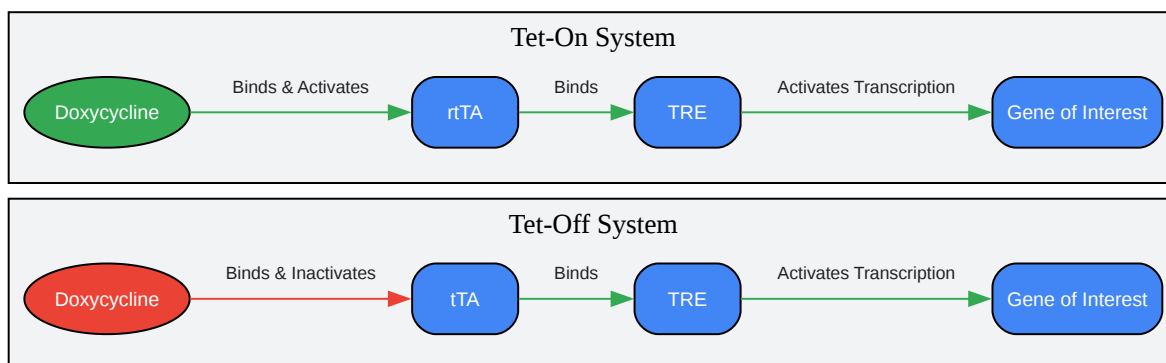 Tet-On System
Doxycycline
Binds & Activates
rtTA
Binds
TRE
Activates Transcription
Gene of Interest
Tet-Off System
Doxycycline
Binds & Inactivates
tTA
Binds
TRE
Activates Transcription
Gene of Interest